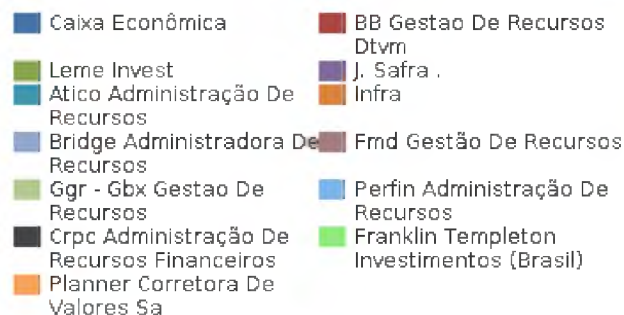 Caixa Econômica
BB Gestao De Recursos
Dtvm
Leme Invest
J. Safra .
Atico Administração De
Recursos
Infra
Bridge Administradora De
Recursos
Fmd Gestão De Recursos
Ggr - Gbx Gestao De
Recursos
Perfin Administração De
Recursos
Crpc Administração De
Recursos Financeiros
Franklin Templeton
Investimentos (Brasil)
Planner Corretora De
Valores Sa